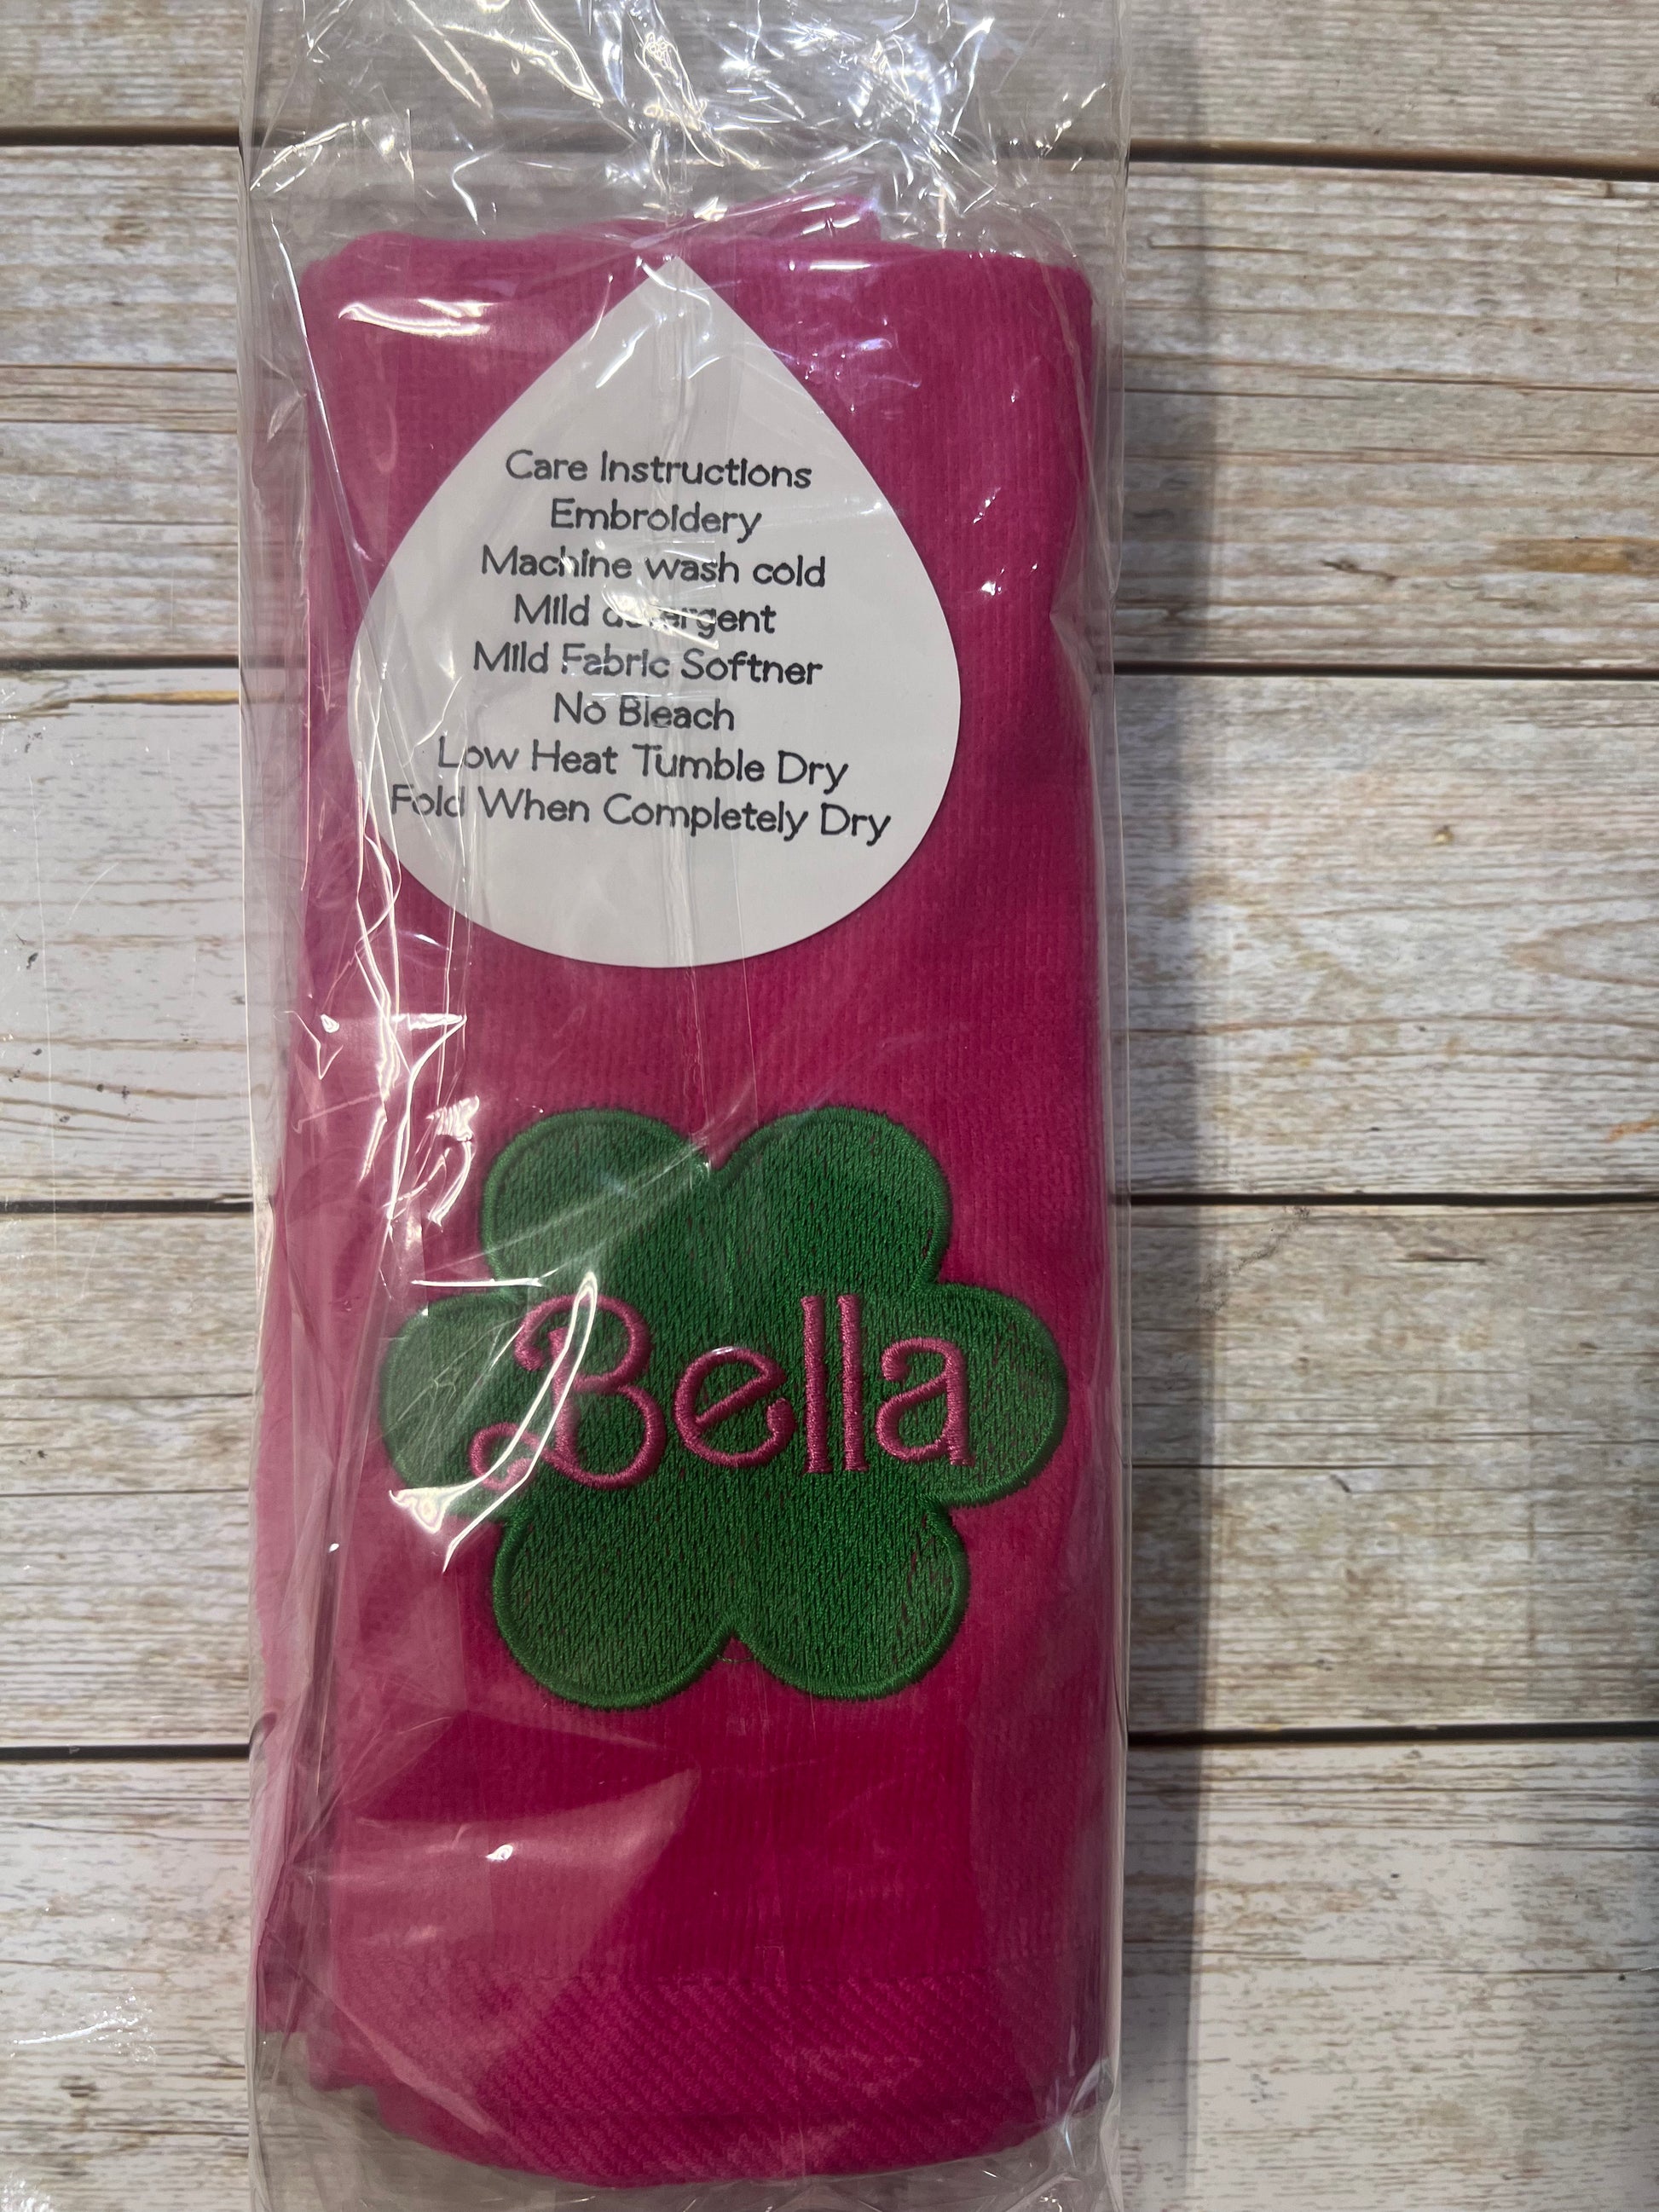 Care Instructions
Embroidery
Machine wash cold
Mild detergent
Mild Fabric Softner
No Bleach
Low Heat Tumble Dry
Fold When Completely Dry
Bella